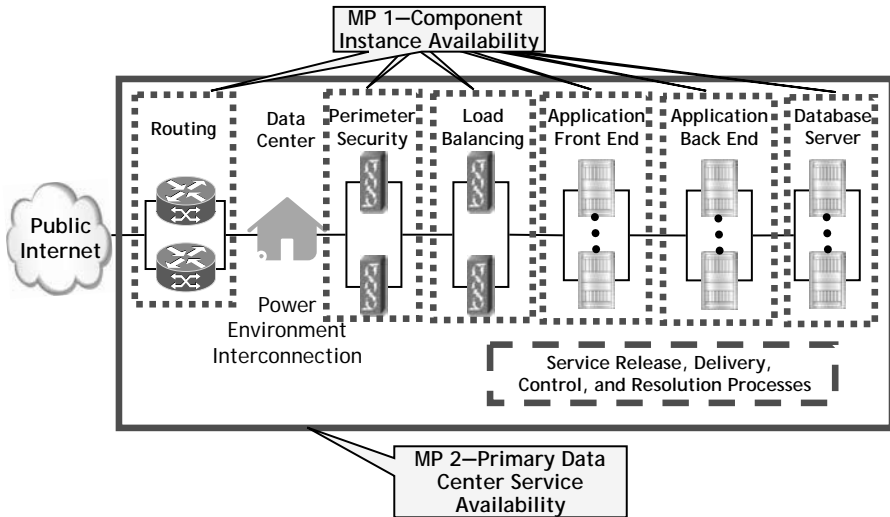 MP 1—Component
Instance Availability
Routing
Data
Center
Perimeter
Security
Load
Balancing
Application
Front End
Application
Back End
Database
Server
Public
Internet
Power
Environment
Interconnection
Service Release, Delivery,
Control, and Resolution Processes
MP 2—Primary Data
Center Service
Availability